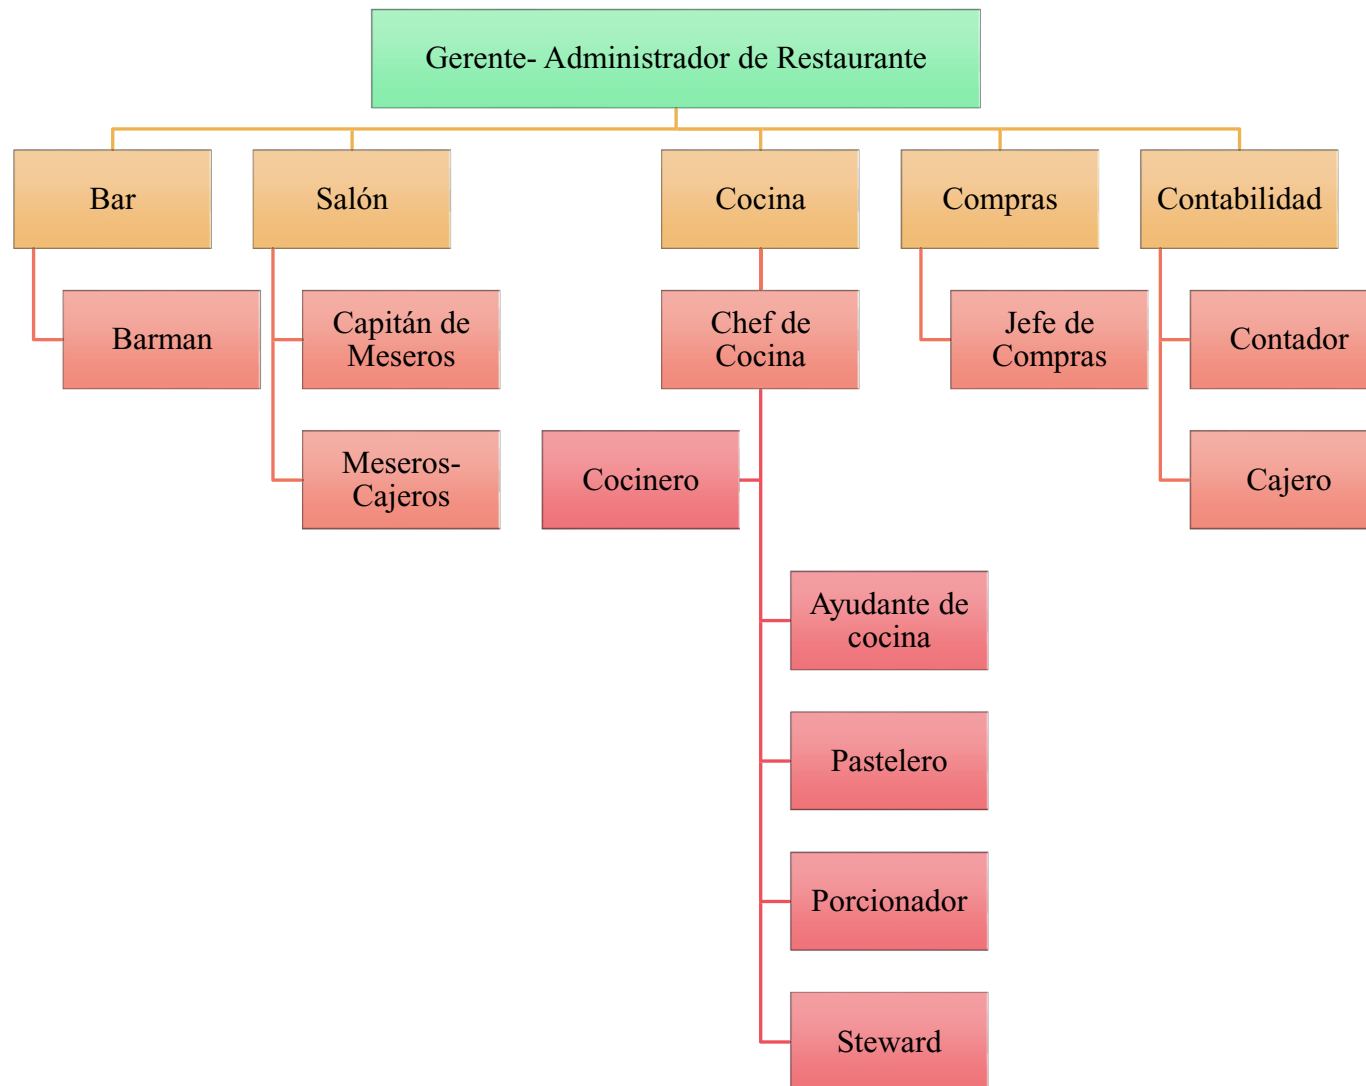 Gerente- Administrador de Restaurante
Bar
Salón
Cocina
Compras
Contabilidad
Barman
Capitán de
Meseros
Chef de
Cocina
Jefe de
Compras
Contador
Meseros-
Cajeros
Cocinero
Cajero
Ayudante de
cocina
Pastelero
Porcionador
Steward